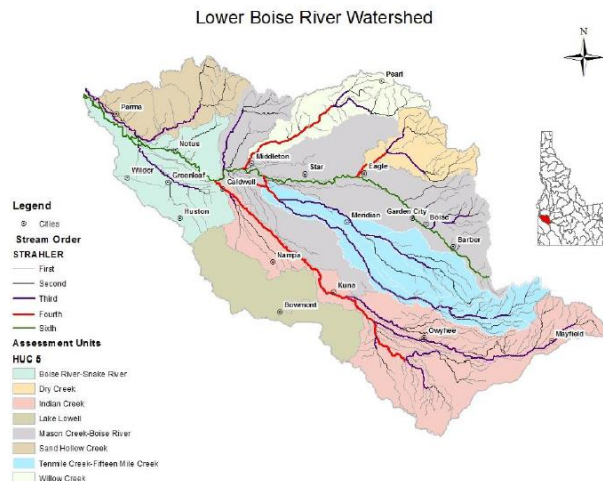 Lower Boise River Watershed
N
Pearl
Parma
Notus
Middleton
Star
Eagle
Wilder
Greenleaf
Caldwell
Huston
Meridian
Garden City
Boise
Barber
Nampa
Kuna
Bowmont
Owyhee
Mayfield
Legend
Cities
Stream Order
STRAHLER
First
Second
Third
Fourth
Sixth
Assessment Units
HUC 5
Boise River-Snake River
Dry Creek
Indian Creek
Lake Lowell
Mason Creek-Boise River
Sand Hollow Creek
Tenmile Creek-Fifteen Mile Creek
Willow Creek